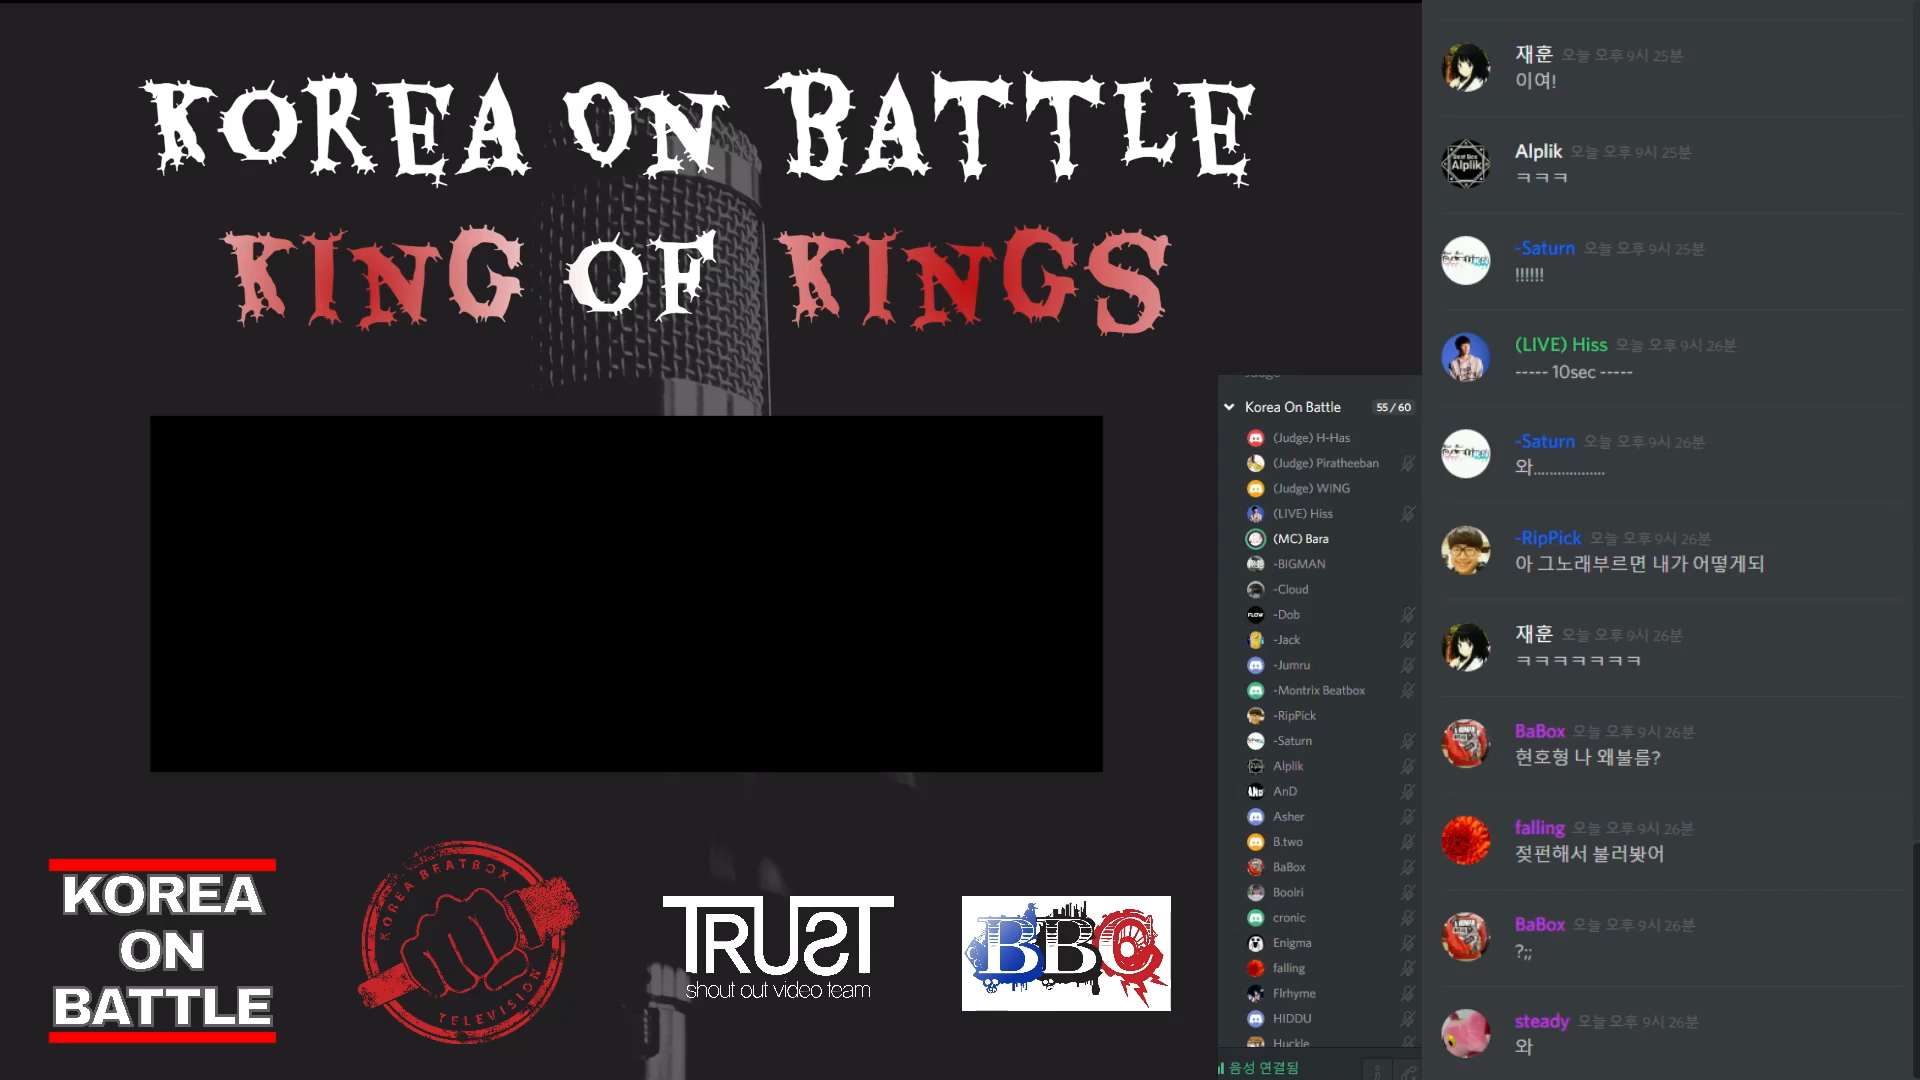 KOREA ON BATTLE
KING OF KINGS
KOREA
ON
BATTLE
KOREA BEATBOX
TELEVISION
TRUST
shout out video team
BBC
Korea On Battle 55/60
(Judge) H-Has
(Judge) Piratheeban
(Judge) WING
(LIVE) Hiss
(MC) Bara
-BIGMAN
-Cloud
FLOW -Dob
-Jack
-Jumru
-Montrix Beatbox
-RipPick
-Saturn
Alplik
AnD
Asher
B.two
BaBox
Boolri
cronic
Enigma
falling
Flrhyme
HIDDU
Huckle
음성 연결됨
재훈 오늘 오후 9시 25분
이여!
Alplik 오늘 오후 9시 25분
ㅋㅋㅋ
-Saturn 오늘 오후 9시 25분
!!!!!!
(LIVE) Hiss 오늘 오후 9시 26분
----- 10sec -----
-Saturn 오늘 오후 9시 26분
와..................
-RipPick 오늘 오후 9시 26분
아 그노래부르면 내가 어떻게되
재훈 오늘 오후 9시 26분
ㅋㅋㅋㅋㅋㅋㅋ
BaBox 오늘 오후 9시 26분
현호형 나 왜불름?
falling 오늘 오후 9시 26분
젖펀해서 불러봣어
BaBox 오늘 오후 9시 26분
?;;
steady 오늘 오후 9시 26분
와